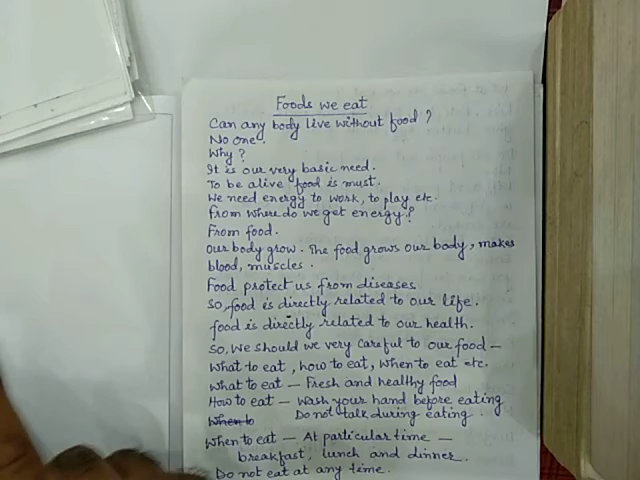 Foods we eat
Can any body live without food?
No one.
Why?
It is our very basic need.
To be alive food is must.
We need energy to work, to play etc.
From where do we get energy?
From food.
Our body grow. The food grows our body, makes
blood, muscles.
Food protect us from diseases
So, food is directly related to our life.
food is directly related to our health.
So, we should we very careful to our food –
What to eat, how to eat, when to eat etc.
What to eat – Fresh and healthy food
How to eat – Wash your hand before eating
When to Do not talk during eating.
When to eat – At particular time –
breakfast, lunch and dinner.
Do not eat at any time.